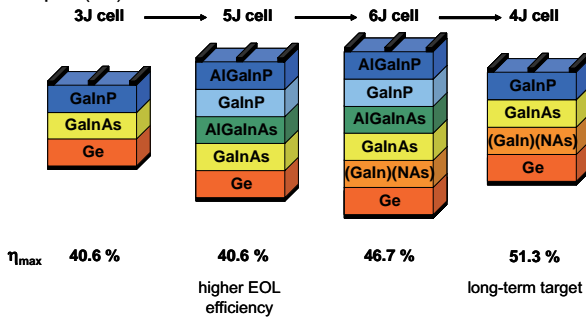 3J cell
5J cell
6J cell
4J cell
GaInP
GaInAs
Ge
AlGaInP
GaInP
AlGaInAs
GaInAs
Ge
AlGaInP
GaInP
AlGaInAs
GaInAs
(GaIn)(NAs)
Ge
GaInP
GaInAs
(GaIn)(NAs)
Ge
ηmax 40.6 % 40.6 % 46.7 % 51.3 %
higher EOL
efficiency
long-term target